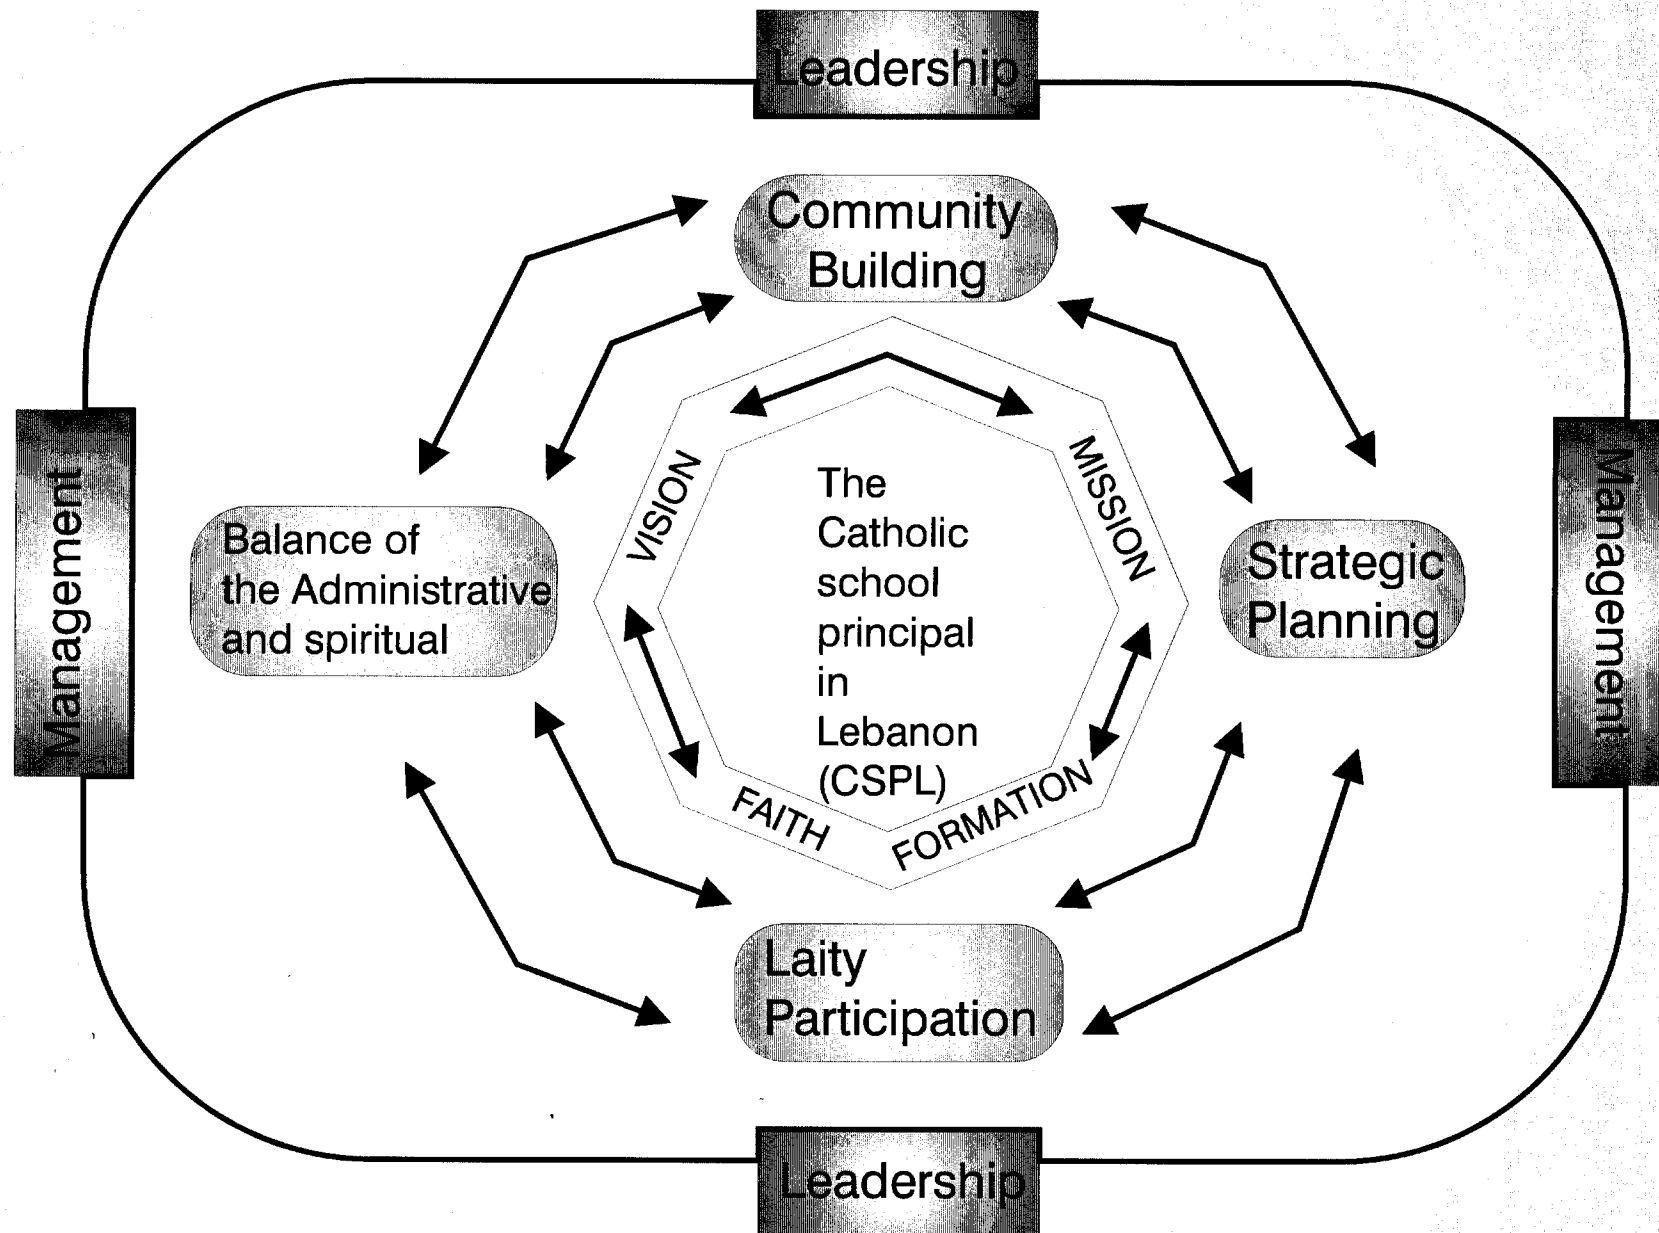 Leadership
Community
Building
VISION
MISSION
The
Catholic
school
principal
in
Lebanon
(CSPL)
FAITH
FORMATION
Management
Balance of
the Administrative
and spiritual
Strategic
Planning
Management
Laity
Participation
Leadership